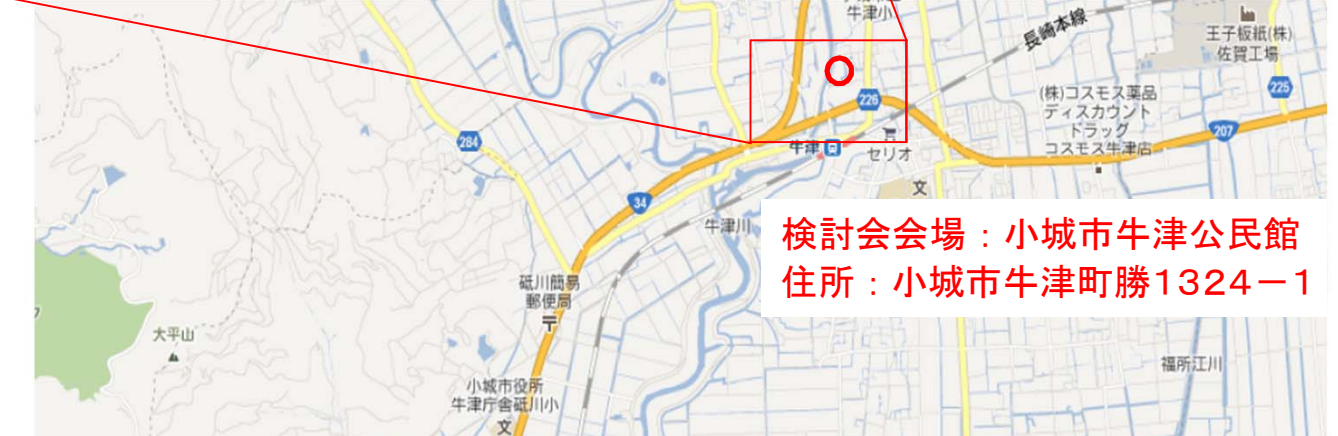 牛津小
長崎本線
王子板紙(株)
佐賀工場
(株)コスモス薬品
ディスカウント
ドラッグ
コスモス牛津店
225
226
207
284
牛津
セリオ
文
34
牛津川
検討会会場：小城市牛津公民館
住所：小城市牛津町勝1324－1
砥川簡易
郵便局
大平山
福所江川
小城市役所
牛津庁舎砥川小
文